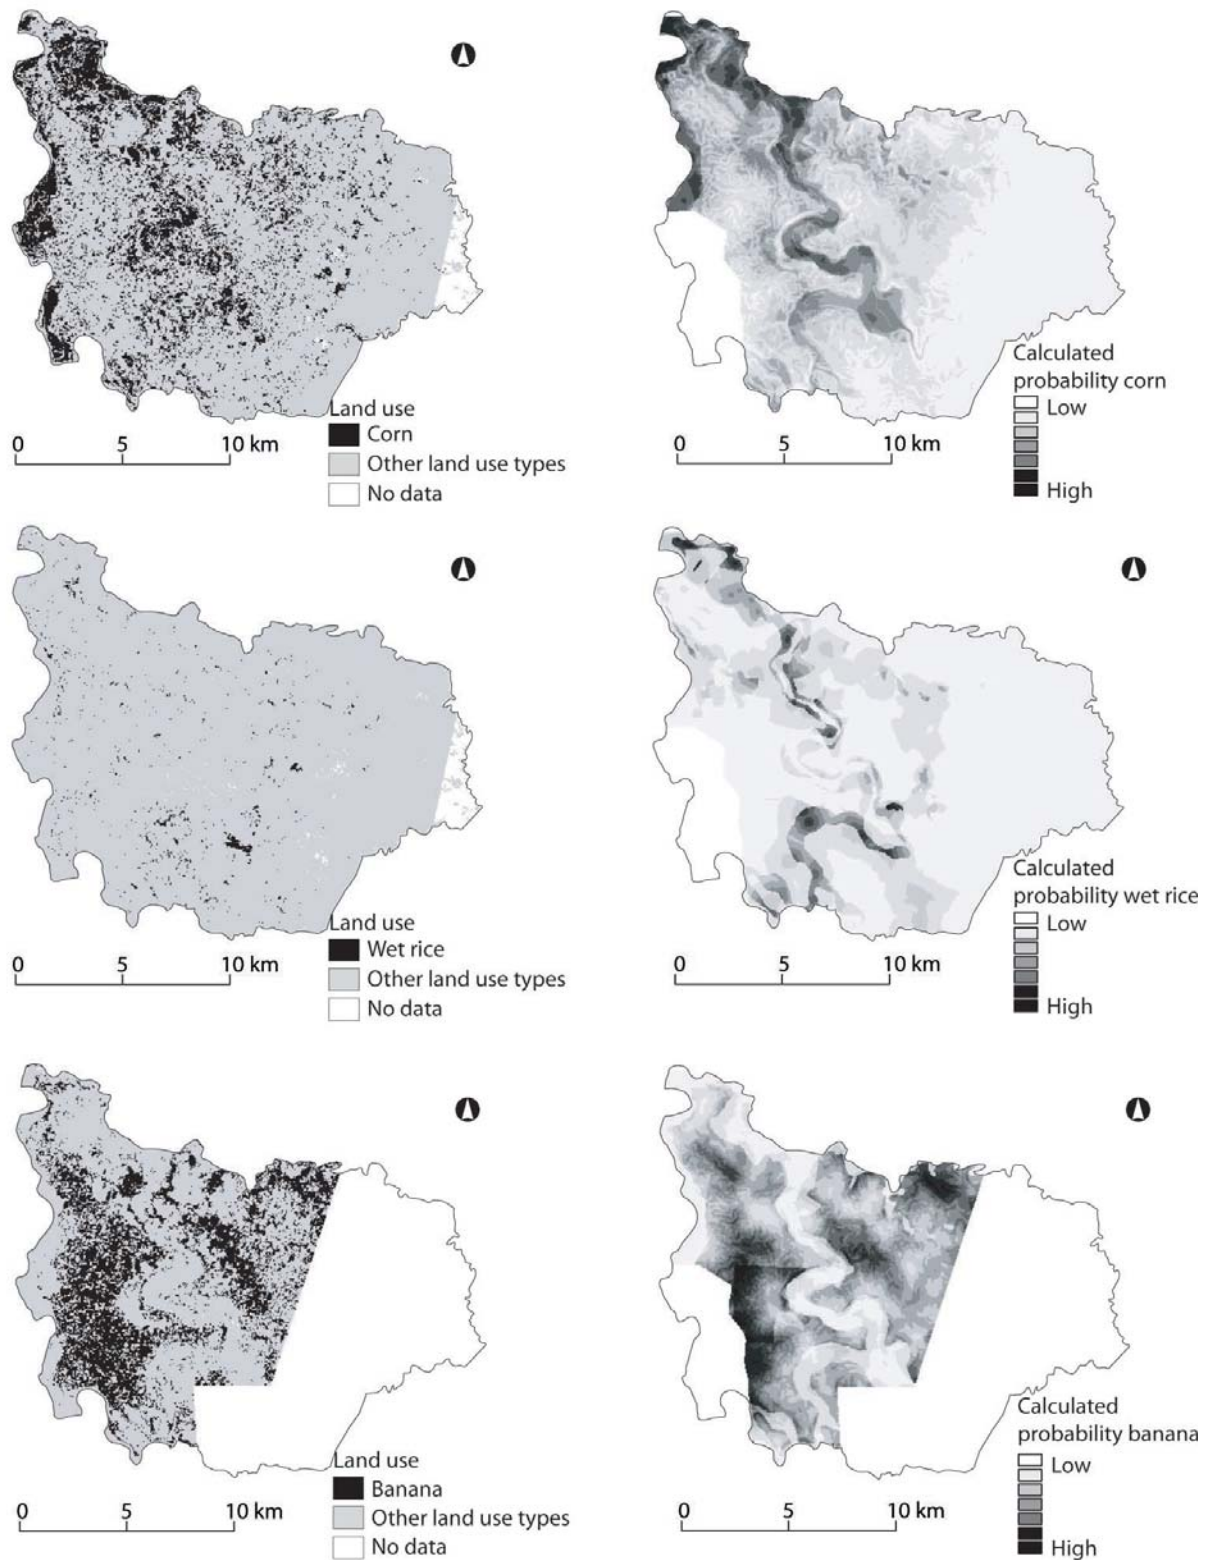 Land use
Corn
Other land use types
No data
0 5 10 km
Calculated
probability corn
Low
High
0 5 10 km
Land use
Wet rice
Other land use types
No data
0 5 10 km
Calculated
probability wet rice
Low
High
0 5 10 km
Land use
Banana
Other land use types
No data
0 5 10 km
Calculated
probability banana
Low
High
0 5 10 km